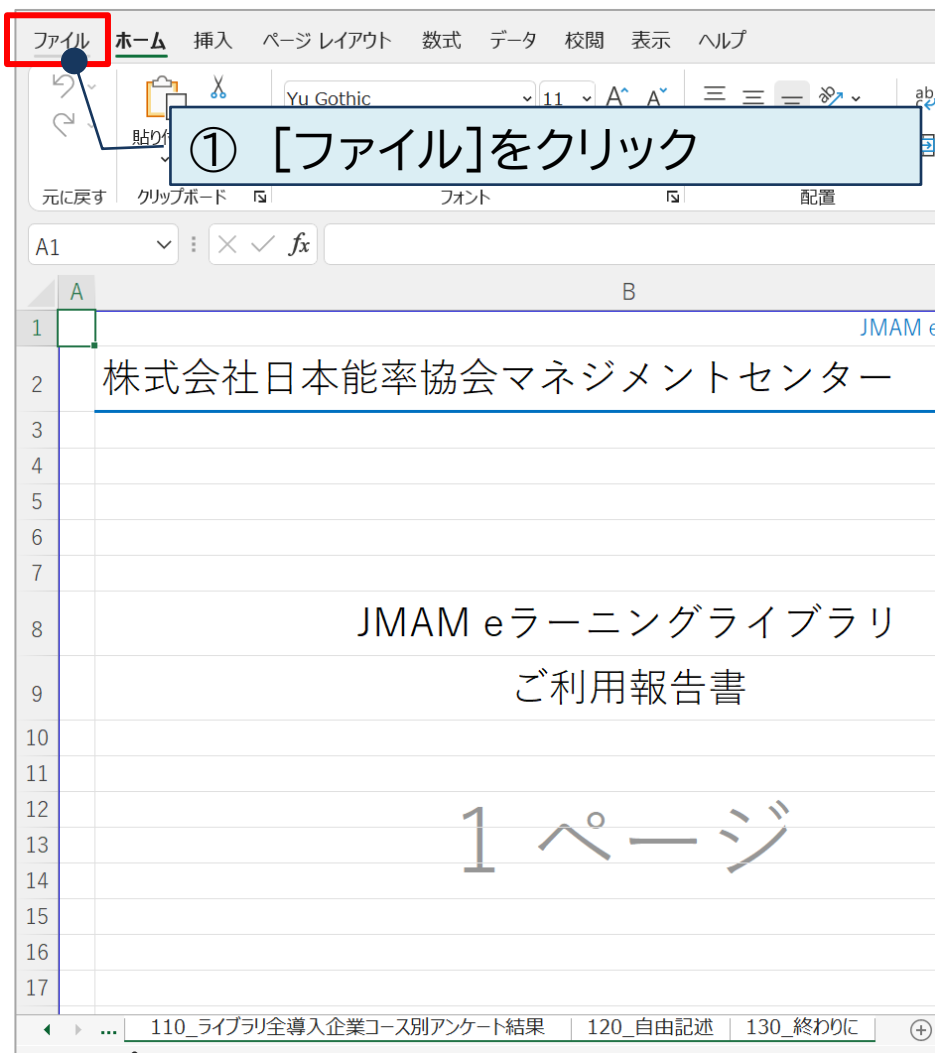 ファイル ホーム 挿入 ページ レイアウト 数式 データ 校閲 表示 ヘルプ
Yu Gothic 11 A A ab
① [ファイル]をクリック
元に戻す クリップボード フォント 配置
A1 fx
A B
1 JMAM
2 株式会社日本能率協会マネジメントセンター
3
4
5
6
7
8 JMAM eラーニングライブラリ
9 ご利用報告書
10
11
12
1 ページ
13
14
15
16
17
... 110_ライブラリ全導入企業コース別アンケート結果 120_自由記述 130_終わりに